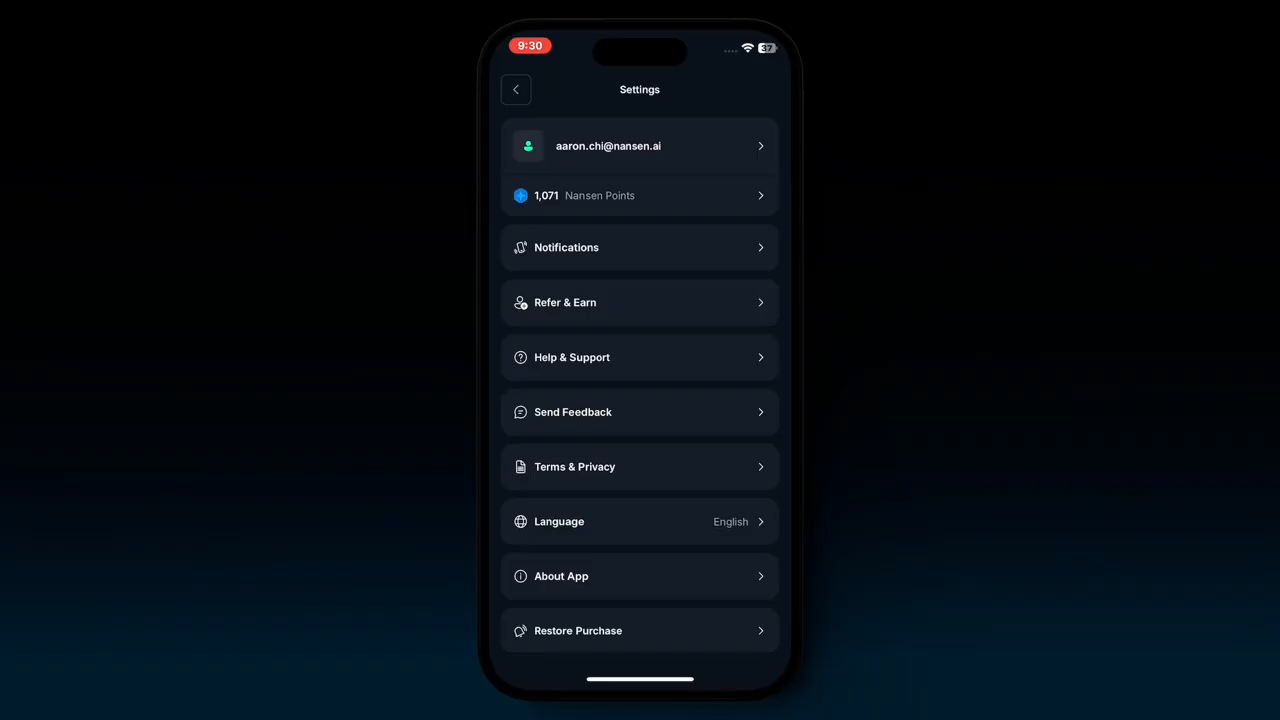 9:30
37
Settings
aaron.chi@nansen.ai
1,071 Nansen Points
Notifications
Refer & Earn
Help & Support
Send Feedback
Terms & Privacy
Language English
About App
Restore Purchase